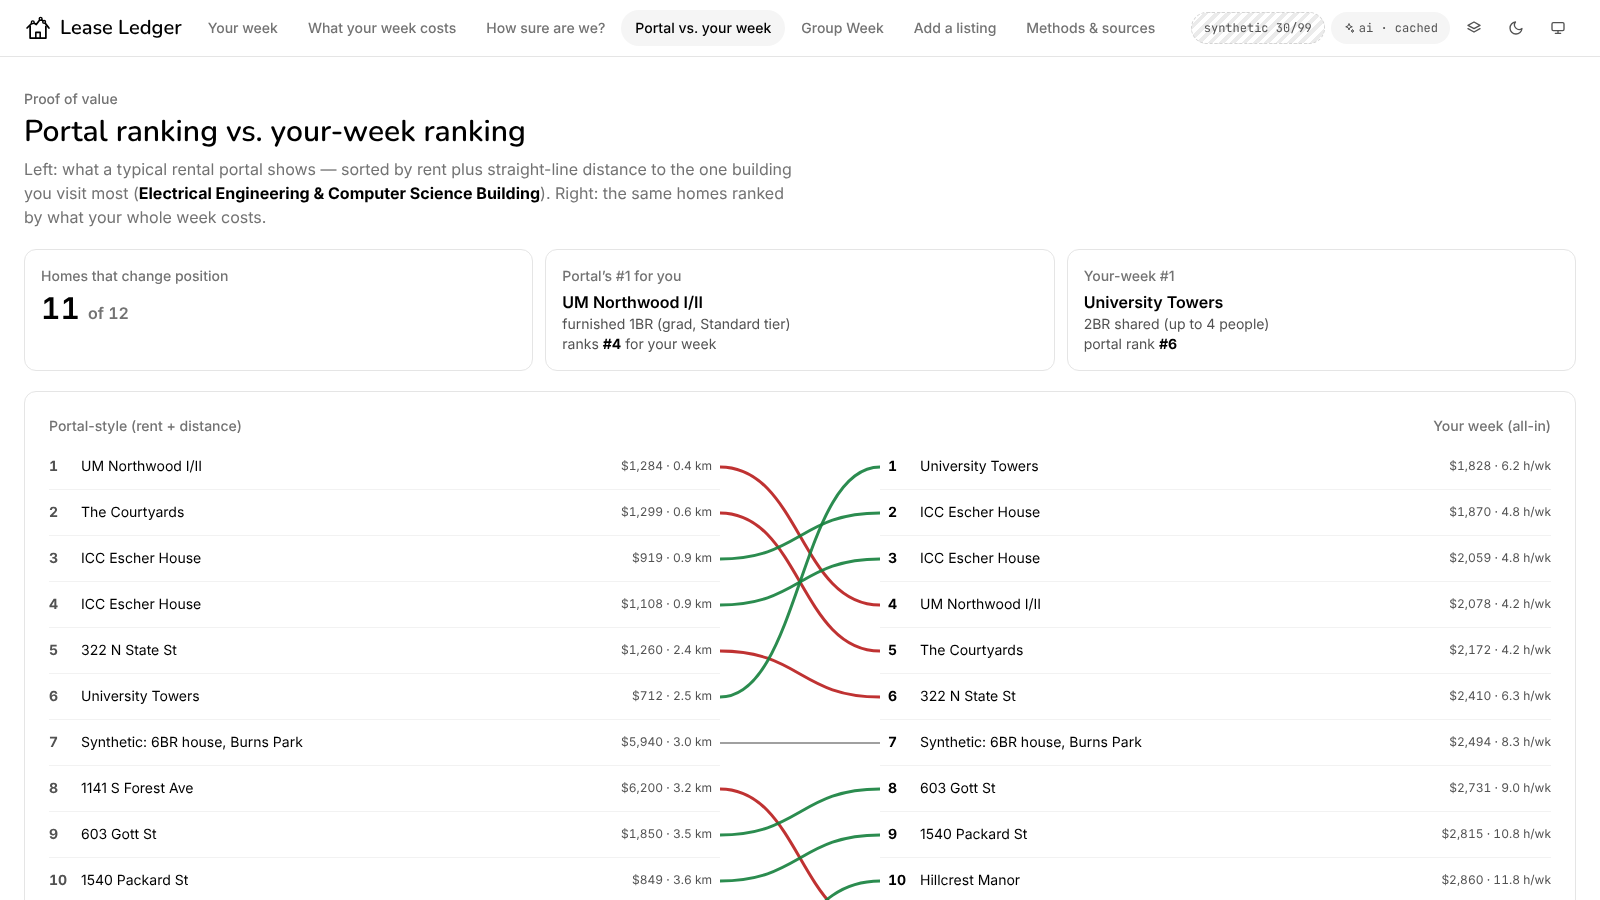 Lease Ledger
Your week
What your week costs
How sure are we?
Portal vs. your week
Group Week
Add a listing
Methods & sources
synthetic 30/99
ai · cached
Proof of value
Portal ranking vs. your-week ranking
Left: what a typical rental portal shows — sorted by rent plus straight-line distance to the one building
you visit most (Electrical Engineering & Computer Science Building). Right: the same homes ranked
by what your whole week costs.
Homes that change position
11 of 12
Portal’s #1 for you
UM Northwood I/II
furnished 1BR (grad, Standard tier)
ranks #4 for your week
Your-week #1
University Towers
2BR shared (up to 4 people)
portal rank #6
Portal-style (rent + distance)
Your week (all-in)
1 UM Northwood I/II $1,284 · 0.4 km
1 University Towers $1,828 · 6.2 h/wk
2 The Courtyards $1,299 · 0.6 km
2 ICC Escher House $1,870 · 4.8 h/wk
3 ICC Escher House $919 · 0.9 km
3 ICC Escher House $2,059 · 4.8 h/wk
4 ICC Escher House $1,108 · 0.9 km
4 UM Northwood I/II $2,078 · 4.2 h/wk
5 322 N State St $1,260 · 2.4 km
5 The Courtyards $2,172 · 4.2 h/wk
6 University Towers $712 · 2.5 km
6 322 N State St $2,410 · 6.3 h/wk
7 Synthetic: 6BR house, Burns Park $5,940 · 3.0 km
7 Synthetic: 6BR house, Burns Park $2,494 · 8.3 h/wk
8 1141 S Forest Ave $6,200 · 3.2 km
8 603 Gott St $2,731 · 9.0 h/wk
9 603 Gott St $1,850 · 3.5 km
9 1540 Packard St $2,815 · 10.8 h/wk
10 1540 Packard St $849 · 3.6 km
10 Hillcrest Manor $2,860 · 11.8 h/wk